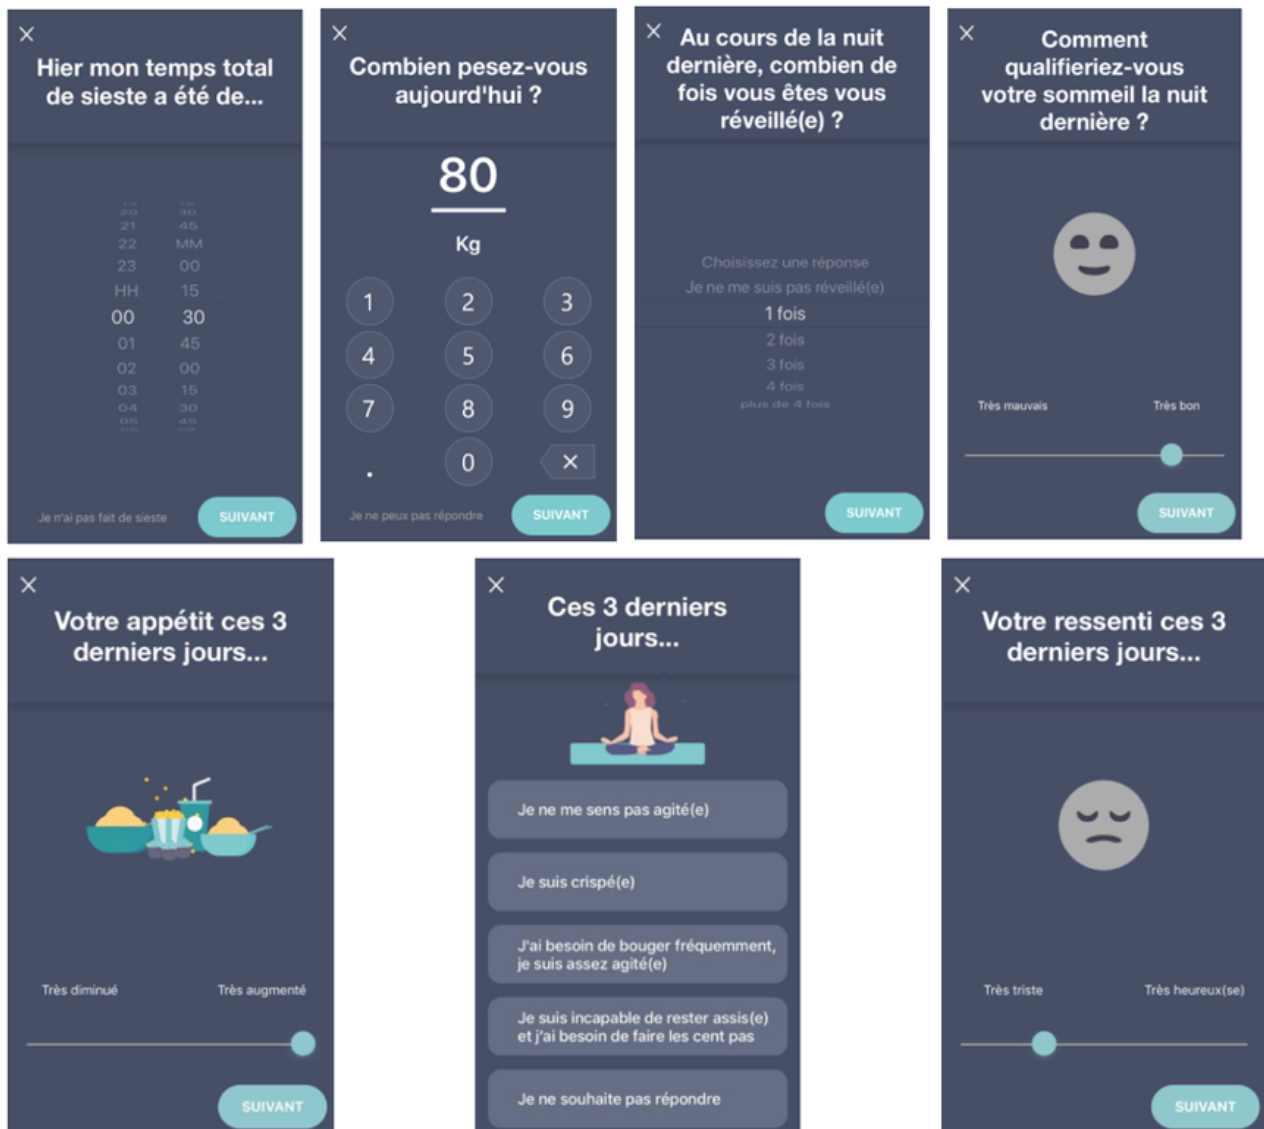 Hier mon temps total
de sieste a été de...
20 30
21 45
22 MM
23 00
HH 15
00 30
01 45
02 00
03 15
04 30
05 45
Je n'ai pas fait de sieste
SUIVANT
Combien pesez-vous
aujourd'hui ?
80
Kg
1 2 3
4 5 6
7 8 9
. 0
Je ne peux pas répondre
SUIVANT
Au cours de la nuit
dernière, combien de
fois vous êtes vous
réveillé(e) ?
Choisissez une réponse
Je ne me suis pas réveillé(e)
1 fois
2 fois
3 fois
4 fois
plus de 4 fois
SUIVANT
Comment
qualifieriez-vous
votre sommeil la nuit
dernière ?
Très mauvais Très bon
SUIVANT
Votre appétit ces 3
derniers jours...
Très diminué Très augmenté
SUIVANT
Ces 3 derniers
jours...
Je ne me sens pas agité(e)
Je suis crispé(e)
J'ai besoin de bouger fréquemment,
je suis assez agité(e)
Je suis incapable de rester assis(e)
et j'ai besoin de faire les cent pas
Je ne souhaite pas répondre
Votre ressenti ces 3
derniers jours...
Très triste Très heureux(se)
SUIVANT